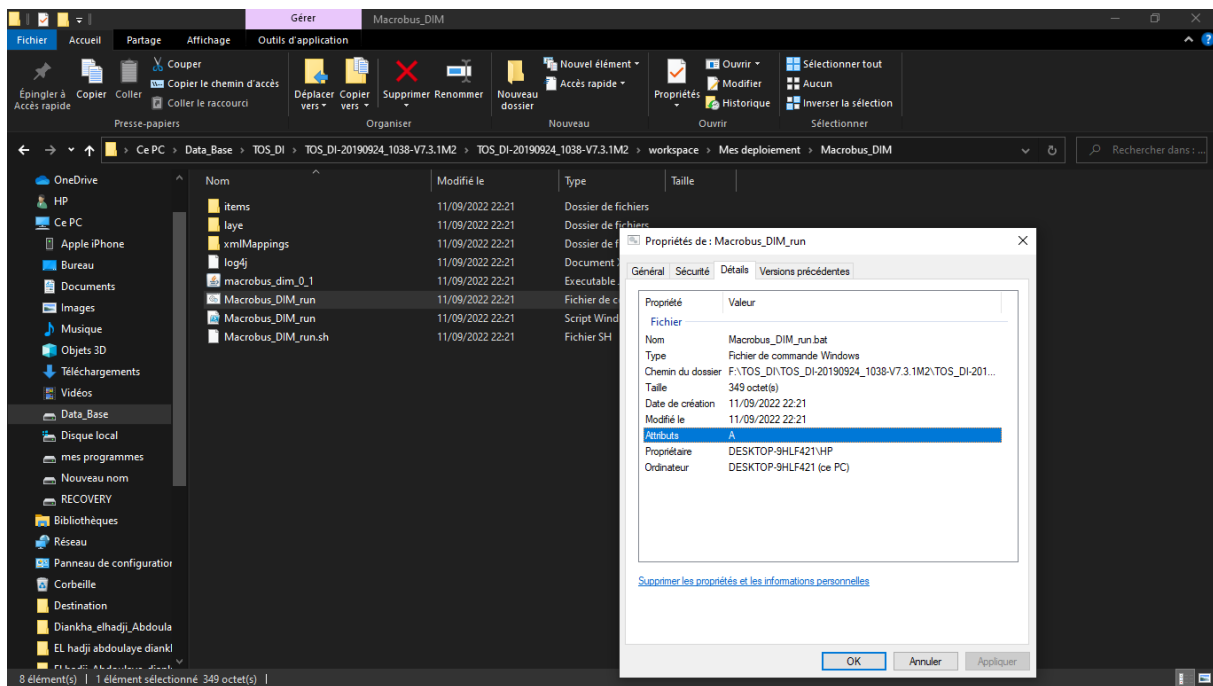 Gérer Macrobus_DIM
Fichier Accueil Partage Affichage Outils d'application
Épingler à Accès rapide
Copier
Coller
Couper
Copier le chemin d'accès
Coller le raccourci
Déplacer vers
Copier vers
Supprimer
Renommer
Nouveau dossier
Nouvel élément
Accès rapide
Propriétés
Ouvrir
Modifier
Historique
Sélectionner tout
Aucun
Inverser la sélection
Presse-papiers Organiser Nouveau Ouvrir Sélectionner
Ce PC > Data_Base > TOS_DI > TOS_DI-20190924_1038-V7.3.1M2 > TOS_DI-20190924_1038-V7.3.1M2 > workspace > Mes deploiement > Macrobus_DIM
Rechercher dans : ...
OneDrive
HP
Ce PC
Apple iPhone
Bureau
Documents
Images
Musique
Objets 3D
Téléchargements
Vidéos
Data_Base
Disque local
mes programmes
Nouveau nom
RECOVERY
Bibliothèques
Réseau
Panneau de configuration
Corbeille
Destination
Diankha_elhadji_Abdoula
EL hadji abdoulaye diankl
Nom Modifié le Type Taille
items 11/09/2022 22:21 Dossier de fichiers
laye 11/09/2022 22:21 Dossier de fichiers
xmlMappings 11/09/2022 22:21 Dossier de f
log4j 11/09/2022 22:21 Document
macrobus_dim_0_1 11/09/2022 22:21 Executable
Macrobus_DIM_run 11/09/2022 22:21 Fichier de c
Macrobus_DIM_run 11/09/2022 22:21 Script Wind
Macrobus_DIM_run.sh 11/09/2022 22:21 Fichier SH
Propriétés de : Macrobus_DIM_run
Général Sécurité Détails Versions précédentes
Propriété Valeur
Fichier
Nom Macrobus_DIM_run.bat
Type Fichier de commande Windows
Chemin du dossier F:\TOS_DI\TOS_DI-20190924_1038-V7.3.1M2\TOS_DI-201...
Taille 349 octet(s)
Date de création 11/09/2022 22:21
Modifié le 11/09/2022 22:21
Attributs A
Propriétaire DESKTOP-9HLF421\HP
Ordinateur DESKTOP-9HLF421 (ce PC)
Supprimer les propriétés et les informations personnelles
OK Annuler Appliquer
8 élément(s) | 1 élément sélectionné 349 octet(s) |